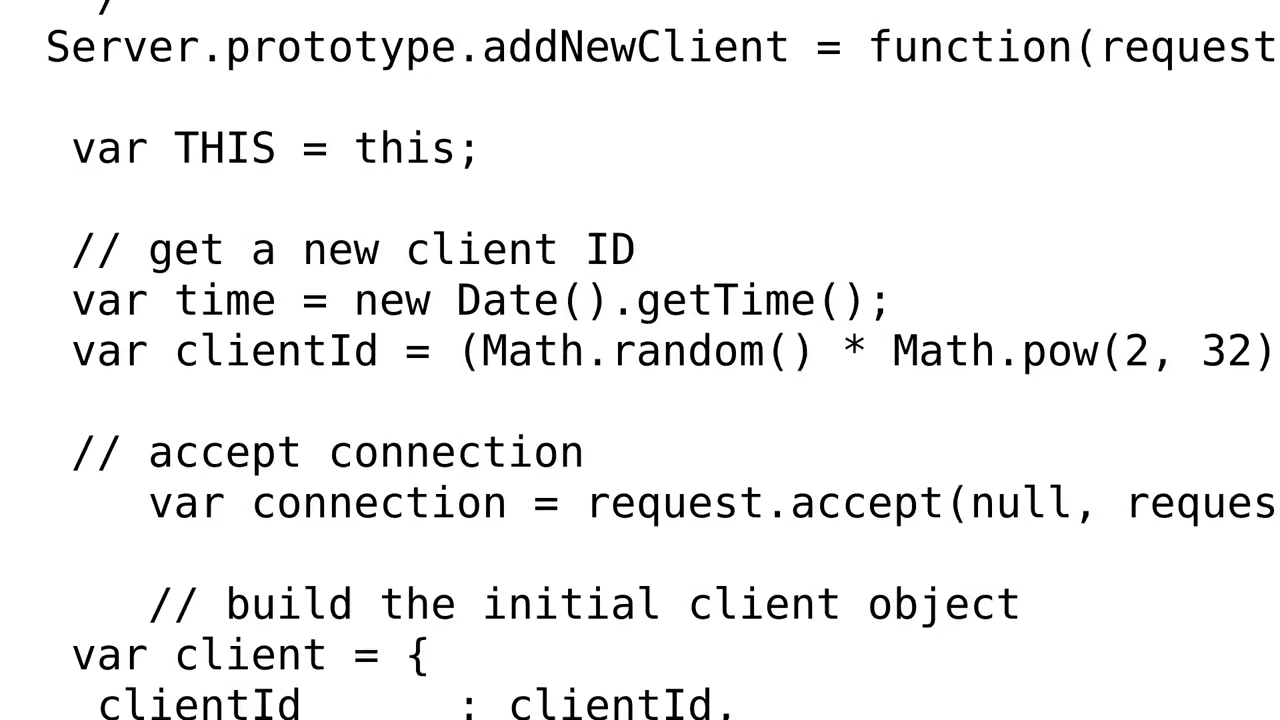 Server.prototype.addNewClient = function(request
var THIS = this;
// get a new client ID
var time = new Date().getTime();
var clientId = (Math.random() * Math.pow(2, 32)
// accept connection
var connection = request.accept(null, reques
// build the initial client object
var client = {
clientId : clientId,